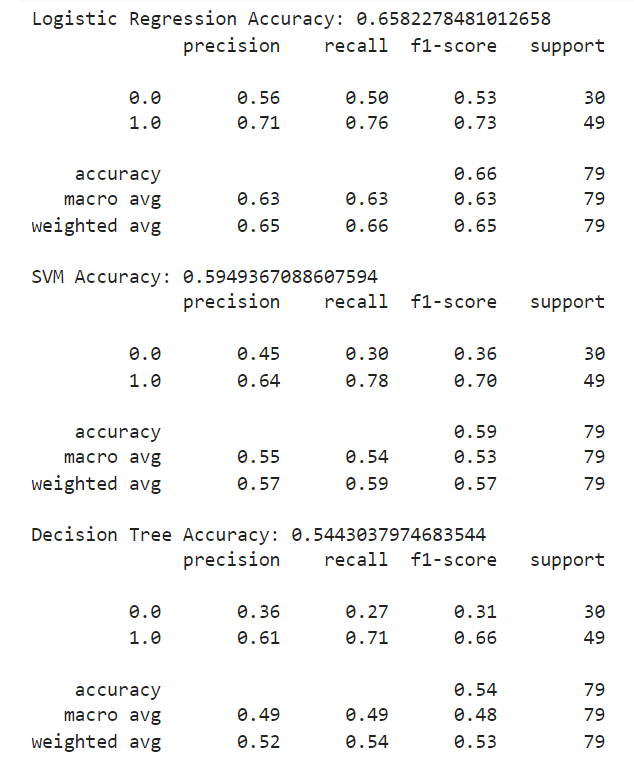 Logistic Regression Accuracy: 0.6582278481012658
              precision    recall  f1-score   support

         0.0       0.56      0.50      0.53        30
         1.0       0.71      0.76      0.73        49

    accuracy                           0.66        79
   macro avg       0.63      0.63      0.63        79
weighted avg       0.65      0.66      0.65        79

SVM Accuracy: 0.5949367088607594
              precision    recall  f1-score   support

         0.0       0.45      0.30      0.36        30
         1.0       0.64      0.78      0.70        49

    accuracy                           0.59        79
   macro avg       0.55      0.54      0.53        79
weighted avg       0.57      0.59      0.57        79

Decision Tree Accuracy: 0.5443037974683544
              precision    recall  f1-score   support

         0.0       0.36      0.27      0.31        30
         1.0       0.61      0.71      0.66        49

    accuracy                           0.54        79
   macro avg       0.49      0.49      0.48        79
weighted avg       0.52      0.54      0.53        79